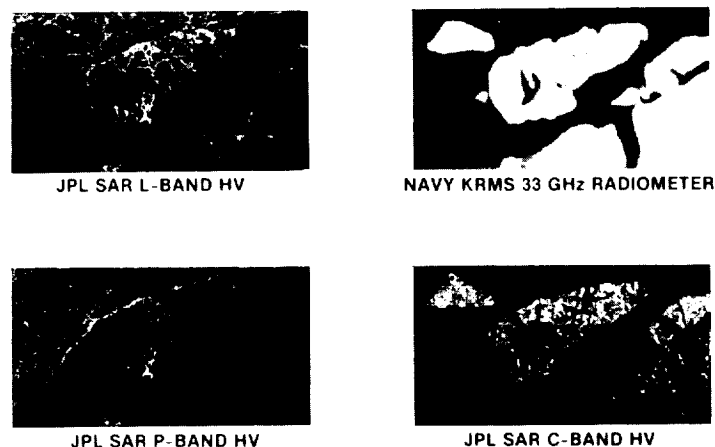 JPL SAR L-BAND HV
NAVY KRMS 33 GHz RADIOMETER
JPL SAR P-BAND HV
JPL SAR C-BAND HV